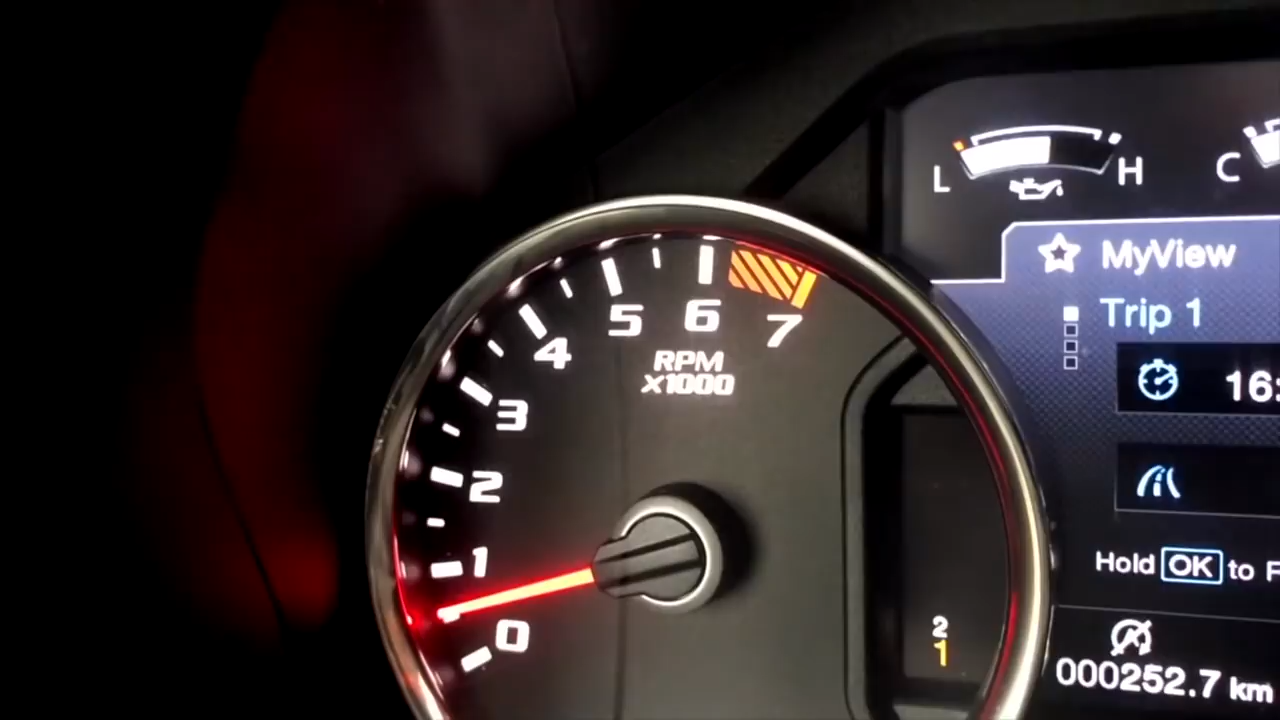 L H C
MyView
Trip 1
16:
Hold OK to F
2
1
000252.7 km
0 1 2 3 4 5 6 7
RPM
x1000